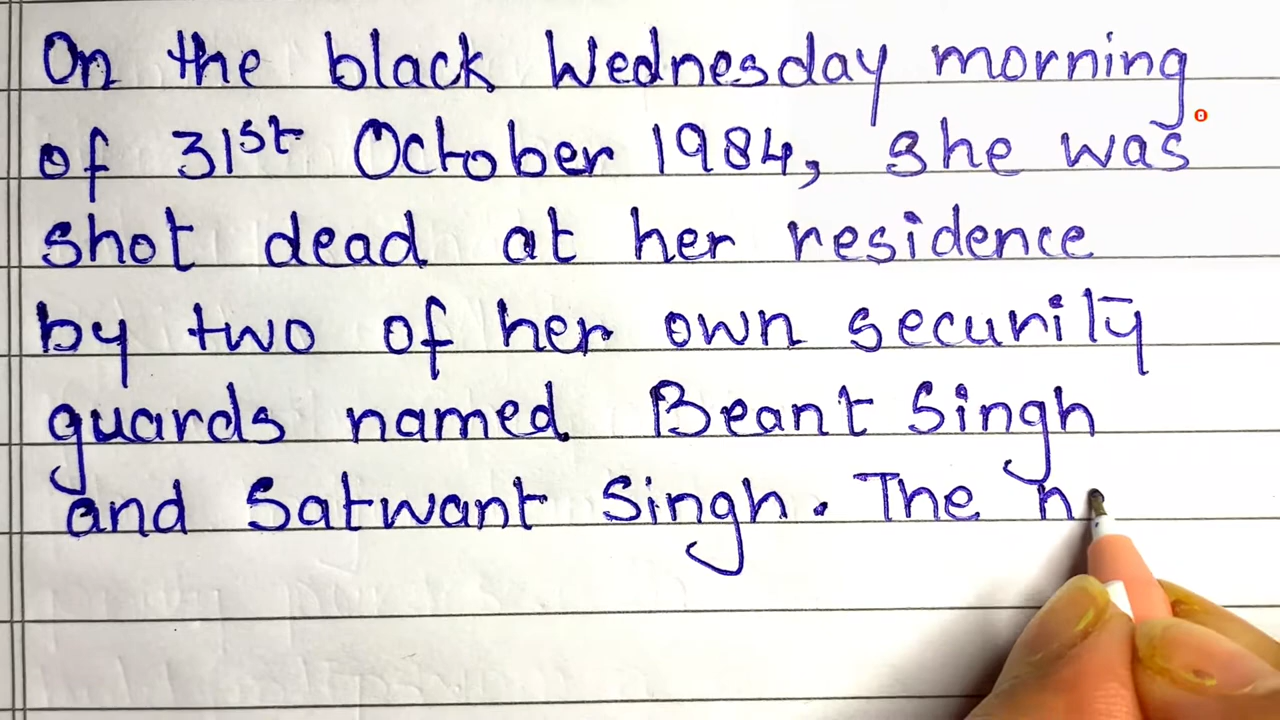 On the black Wednesday morning
of 31st October 1984, she was
shot dead at her residence
by two of her own security
guards named Beant Singh
and Satwant Singh. The